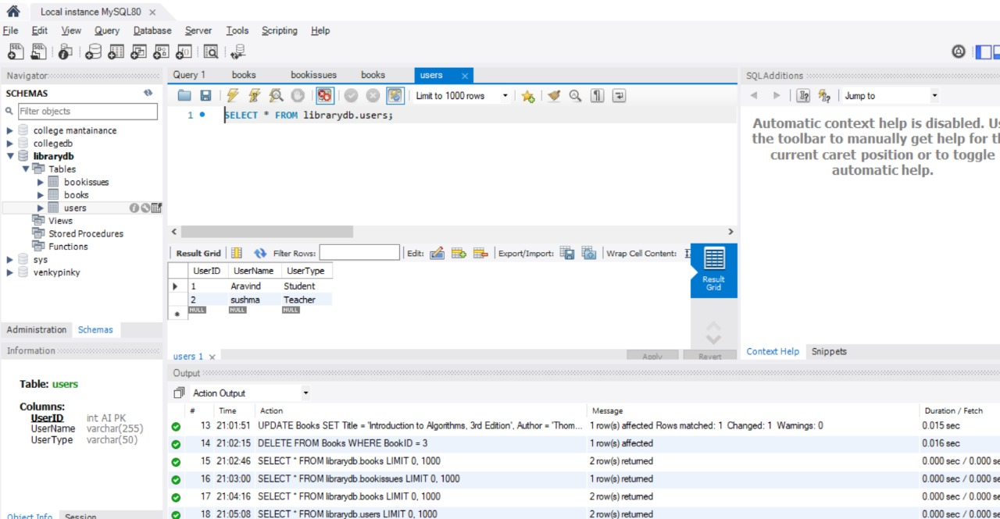 Local instance MySQL80
File Edit View Query Database Server Tools Scripting Help
Navigator
SCHEMAS
Filter objects
college mantainance
collegedb
librarydb
Tables
bookissues
books
users
Views
Stored Procedures
Functions
sys
venkypinky
Administration Schemas
Information
Table: users
Columns:
UserID int AI PK
UserName varchar(255)
UserType varchar(50)
Object Info Session
Query 1 books bookissues books users
Limit to 1000 rows
1 SELECT * FROM librarydb.users;
Result Grid Filter Rows: Edit: Export/Import: Wrap Cell Content:
UserID UserName UserType
1 Aravind Student
2 sushma Teacher
NULL NULL NULL
Result
Grid
users 1 Apply Revert
SQLAdditions
Jump to
Automatic context help is disabled. Us
the toolbar to manually get help for th
current caret position or to toggle
automatic help.
Context Help Snippets
Output
Action Output
# Time Action Message Duration / Fetch
13 21:01:51 UPDATE Books SET Title = 'Introduction to Algorithms, 3rd Edition', Author = 'Thom... 1 row(s) affected Rows matched: 1 Changed: 1 Warnings: 0 0.015 sec
14 21:02:15 DELETE FROM Books WHERE BookID = 3 1 row(s) affected 0.016 sec
15 21:02:46 SELECT * FROM librarydb.books LIMIT 0, 1000 2 row(s) returned 0.000 sec / 0.000 se
16 21:03:00 SELECT * FROM librarydb.bookissues LIMIT 0, 1000 1 row(s) returned 0.000 sec / 0.000 se
17 21:04:16 SELECT * FROM librarydb.books LIMIT 0, 1000 2 row(s) returned 0.000 sec / 0.000 se
18 21:05:08 SELECT * FROM librarydb.users LIMIT 0, 1000 2 row(s) returned 0.000 sec / 0.000 se